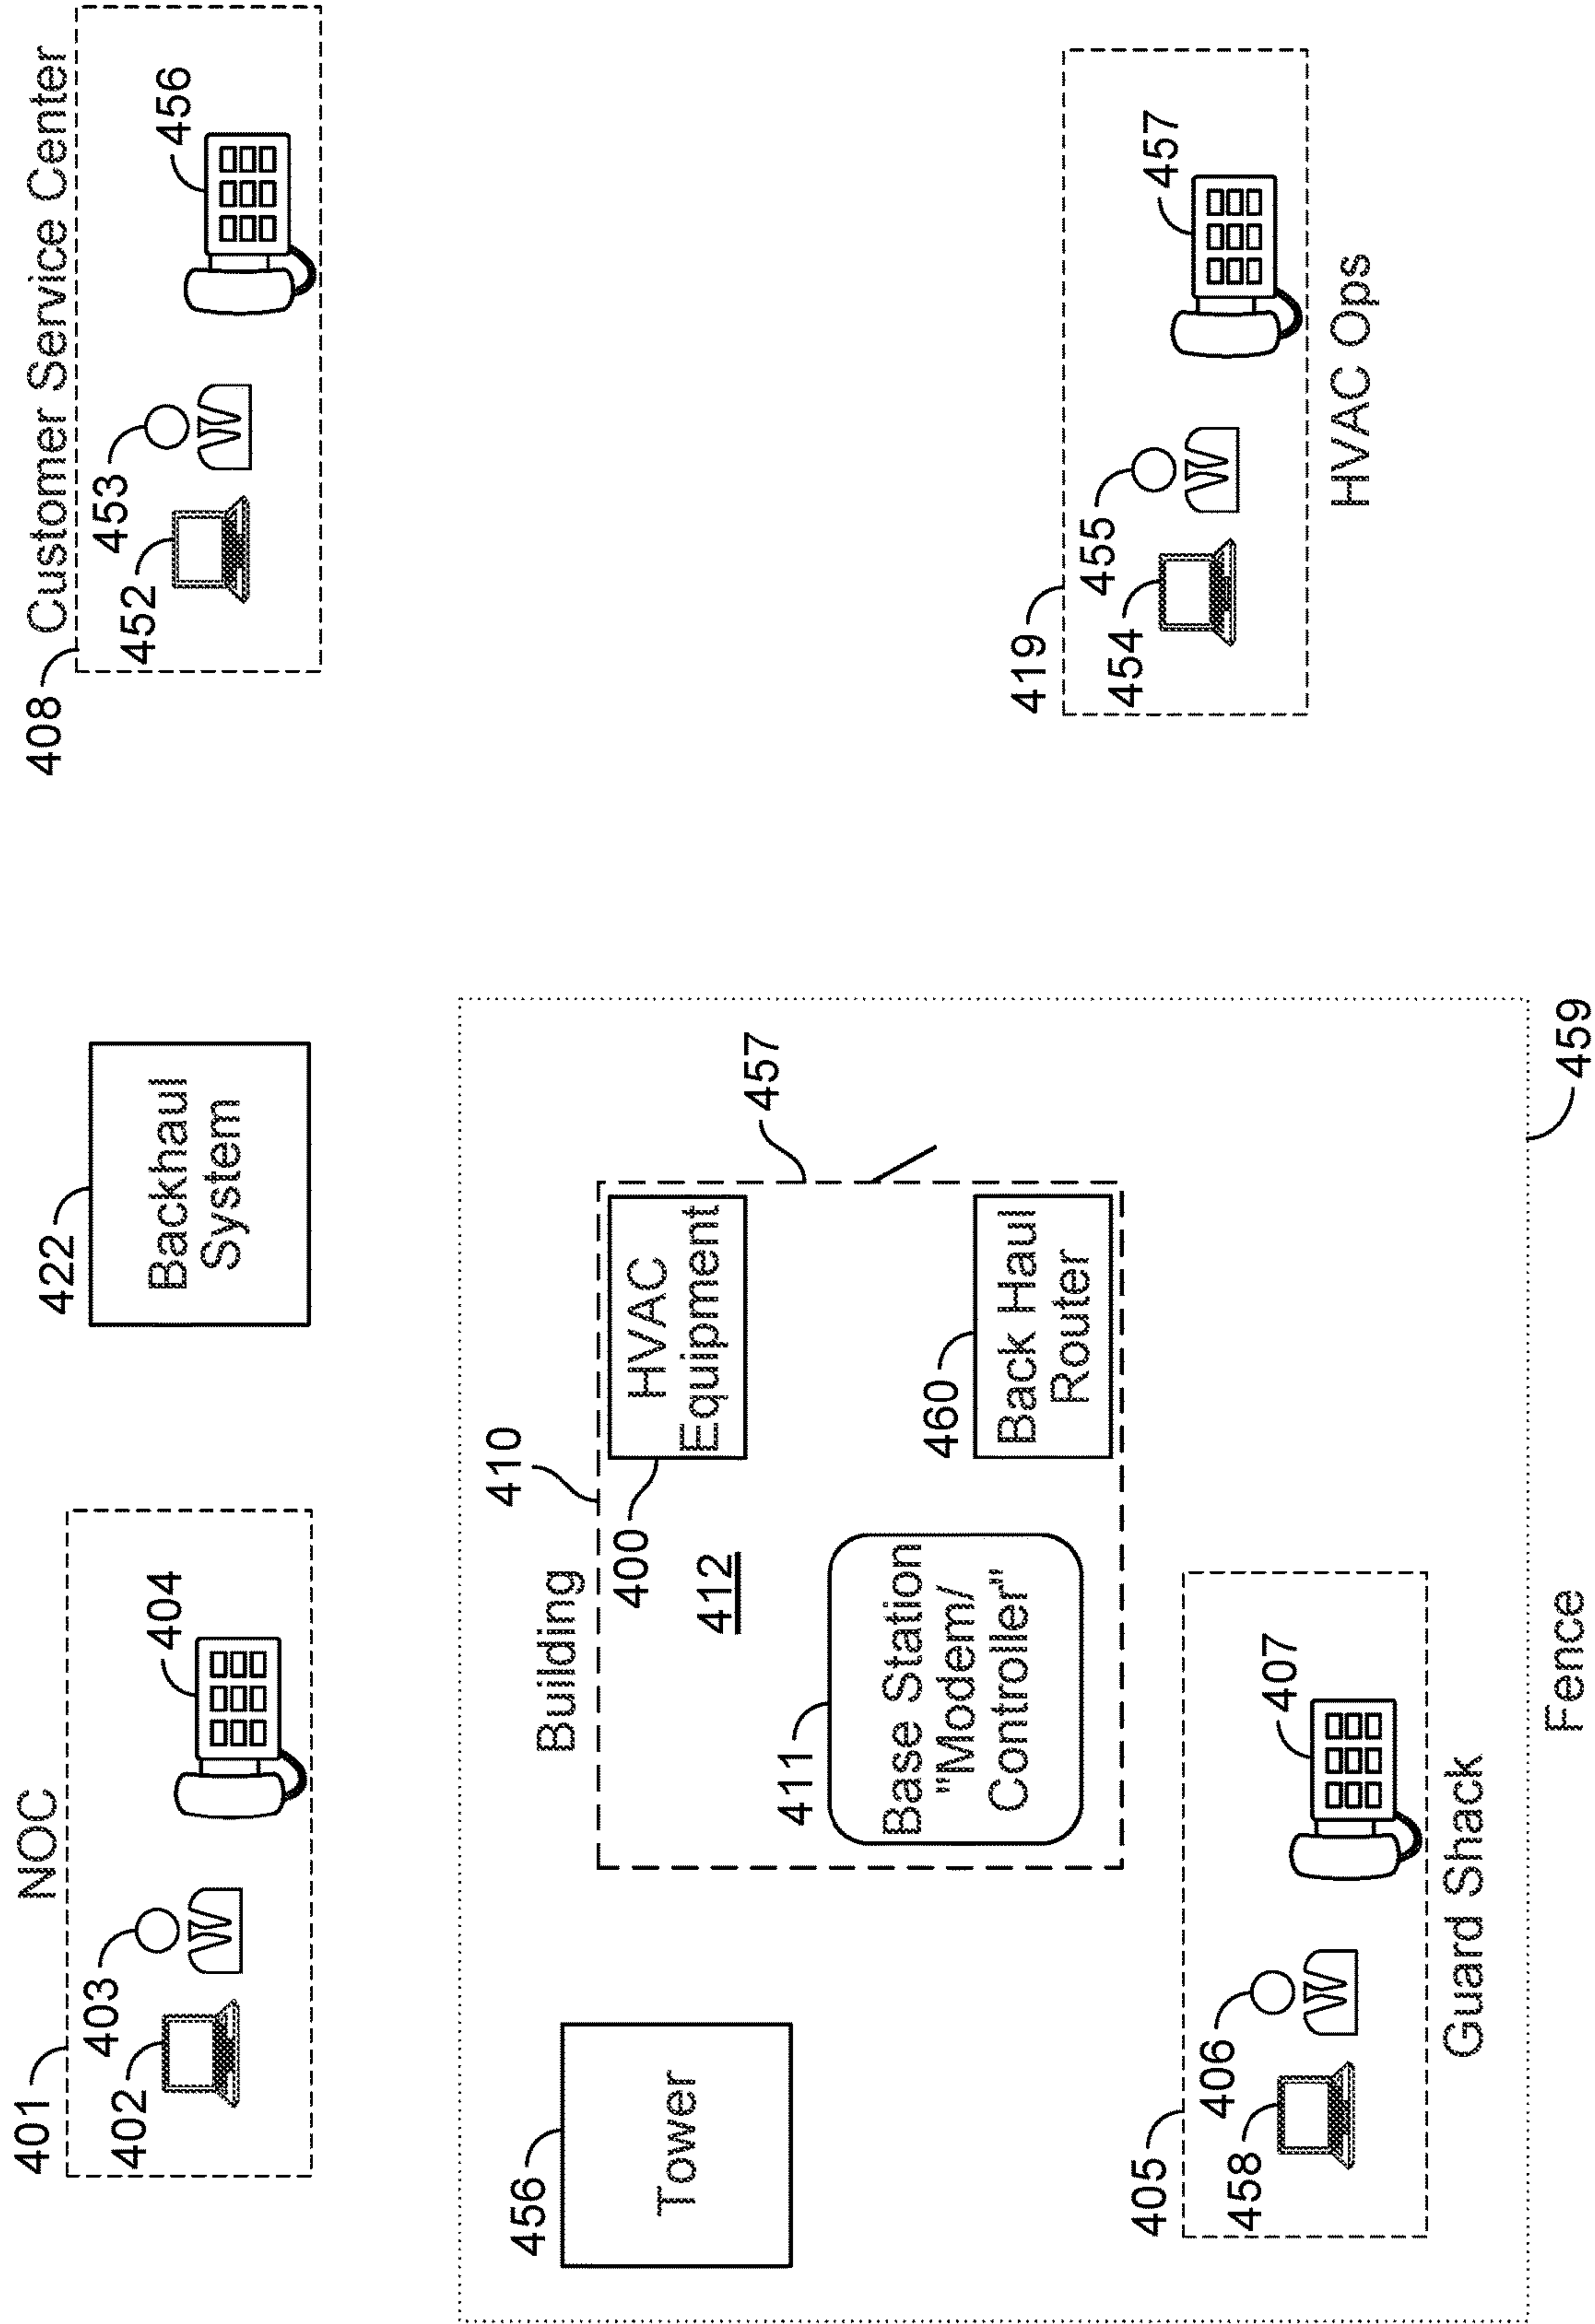 NOC
401
402
403
404
422
Backhaul
System
408
Customer Service Center
452
453
456
456
Tower
Building
410
412
400
HVAC
Equipment
457
411
Base Station
"Modem/
Controller"
460
Back Haul
Router
405
458
406
407
Guard Shack
Fence
459
419
454
455
457
HVAC Ops